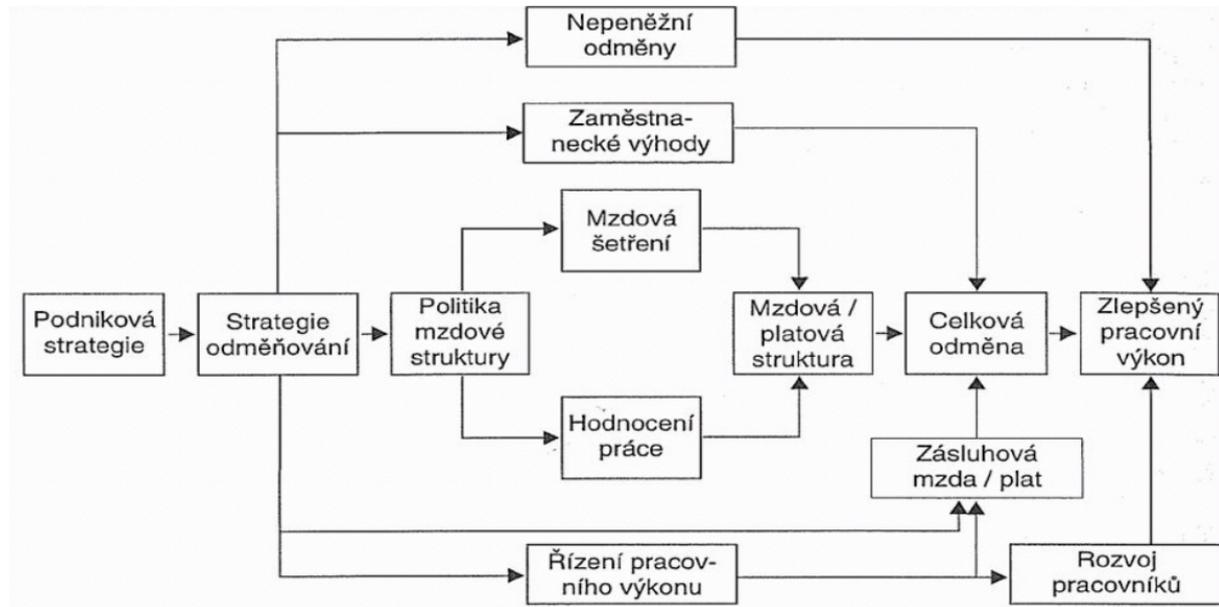 Nepeněžní
odměny
Zaměstna-
necké výhody
Mzdová
šetření
Podniková
strategie
Strategie
odměňování
Politika
mzdové
struktury
Mzdová /
platová
struktura
Celková
odměna
Zlepšený
pracovní
výkon
Hodnocení
práce
Zásluhová
mzda / plat
Řízení pracov-
ního výkonu
Rozvoj
pracovníků